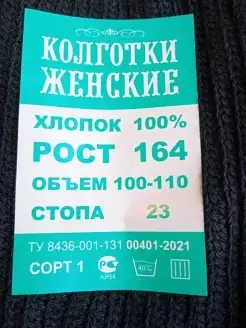 КОЛГОТКИ
ЖЕНСКИЕ
ХЛОПОК 100%
РОСТ 164
ОБЪЕМ 100-110
СТОПА 23
ТУ 8436-001-131 00401-2021
СОРТ 1 40°C